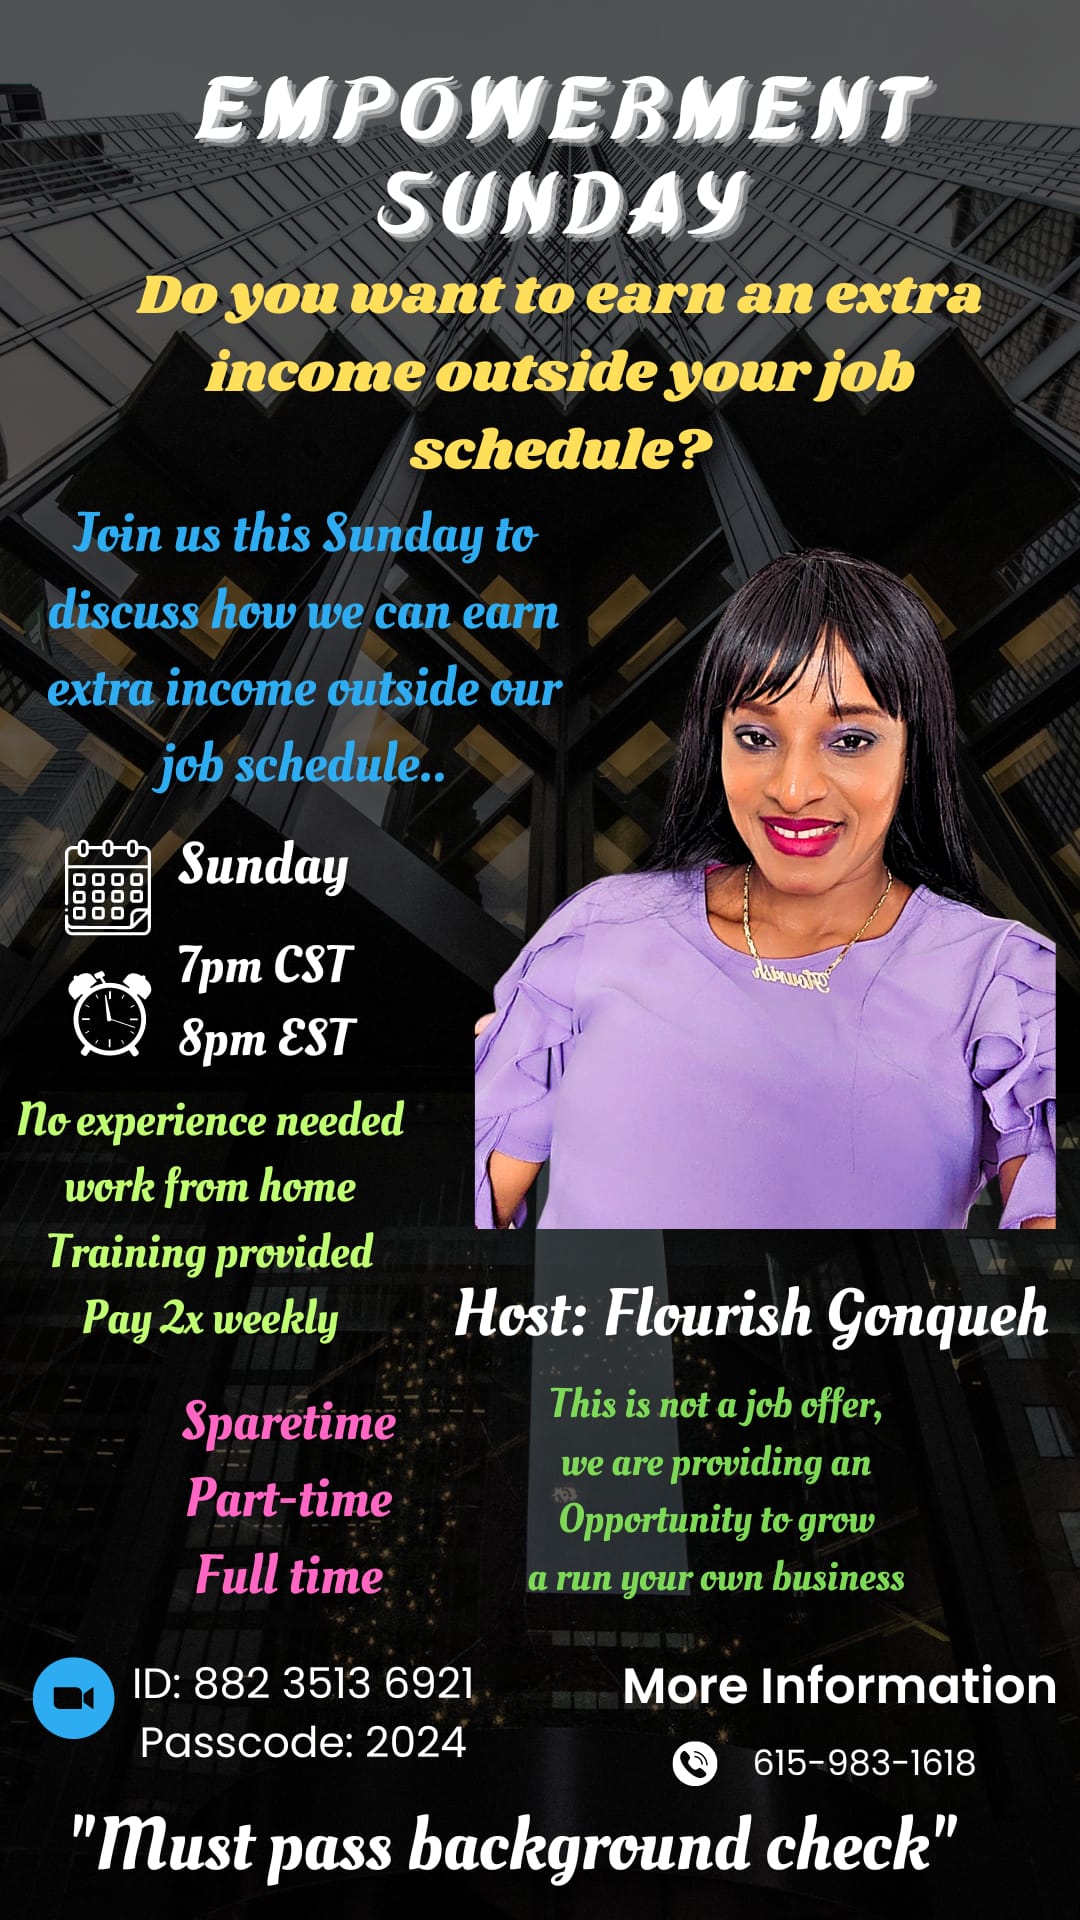 EMPOWERMENT
SUNDAY
Do you want to earn an extra
income outside your job
schedule?
Join us this Sunday to
discuss how we can earn
extra income outside our
job schedule..
Sunday
7pm CST
8pm EST
No experience needed
work from home
Training provided
Pay 2x weekly
Flourish
Host: Flourish Gonqueh
Sparetime
Part-time
Full time
This is not a job offer,
we are providing an
Opportunity to grow
a run your own business
ID: 882 3513 6921
Passcode: 2024
More Information
615-983-1618
"Must pass background check"